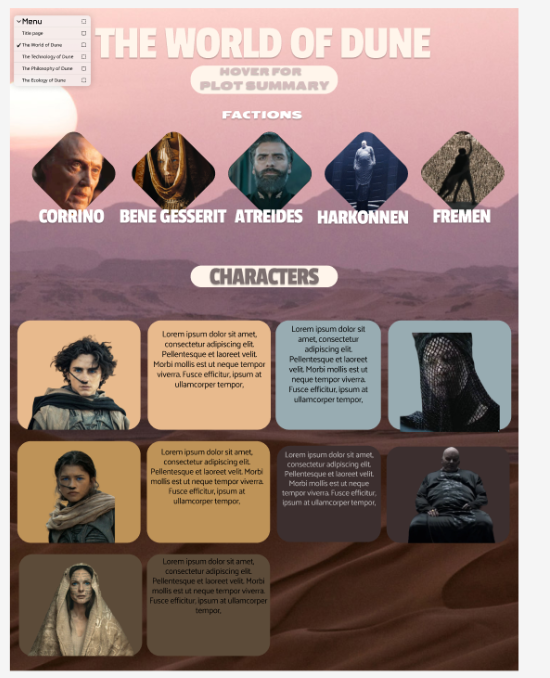 Menu
Title page
The World of Dune
The Technology of Dune
The Philosophy of Dune
The Ecology of Dune
THE WORLD OF DUNE
HOVER FOR
PLOT SUMMARY
FACTIONS
CORRINO
BENE GESSERIT
ATREIDES
HARKONNEN
FREMEN
CHARACTERS
Lorem ipsum dolor sit amet,
consectetur adipiscing elit.
Pellentesque et laoreet velit.
Morbi mollis est ut neque tempor
viverra. Fusce efficitur, ipsum at
ullamcorper tempor,
Lorem ipsum dolor sit
amet, consectetur
adipiscing elit.
Pellentesque et laoreet
velit. Morbi mollis est ut
neque tempor viverra.
Fusce efficitur, ipsum at
ullamcorper tempor,
Lorem ipsum dolor sit amet,
consectetur adipiscing elit.
Pellentesque et laoreet velit. Morbi
mollis est ut neque tempor viverra.
Fusce efficitur, ipsum at
ullamcorper tempor,
Lorem ipsum dolor sit amet,
consectetur adipiscing elit.
Pellentesque et laoreet velit.
Morbi mollis est ut neque
tempor viverra. Fusce
efficitur, ipsum at
ullamcorper tempor,
Lorem ipsum dolor sit amet,
consectetur adipiscing elit.
Pellentesque et laoreet velit. Morbi
mollis est ut neque tempor viverra.
Fusce efficitur, ipsum at ullamcorper
tempor,